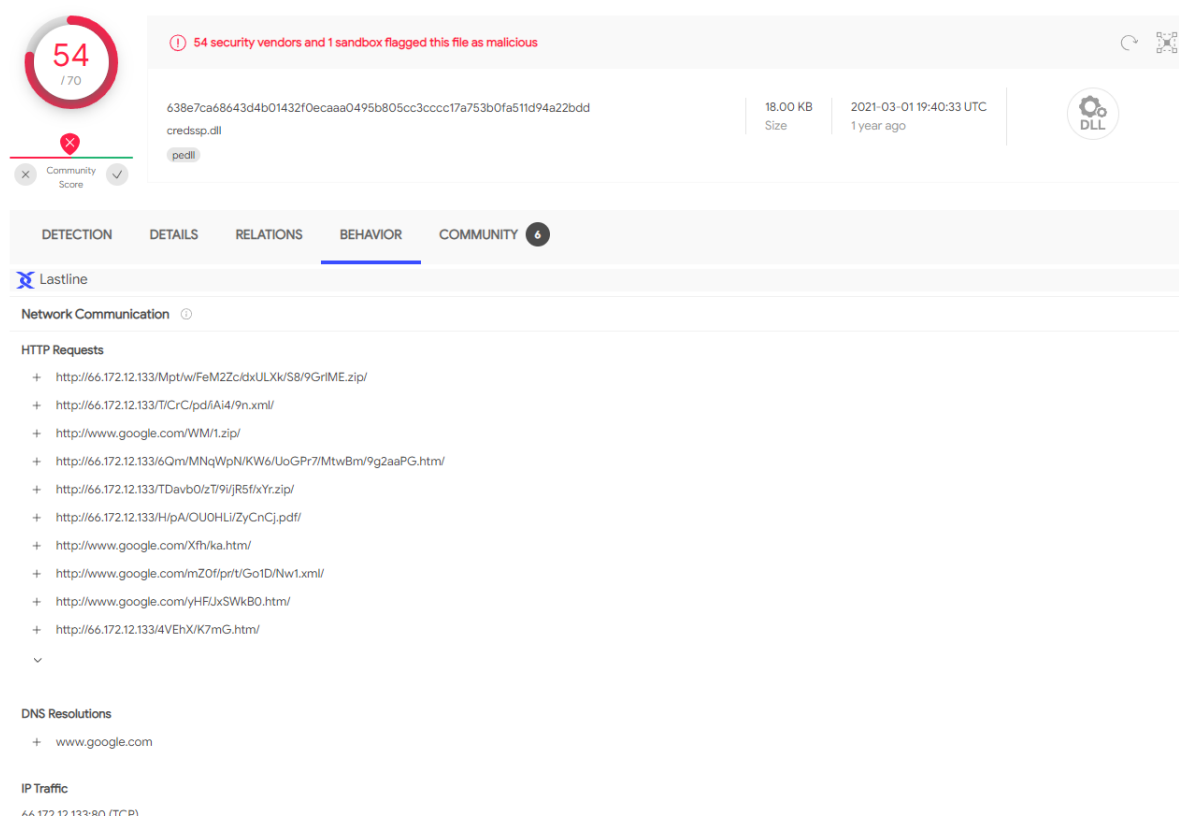 54
/ 70
Community
Score
54 security vendors and 1 sandbox flagged this file as malicious
638e7ca68643d4b01432f0ecaaa0495b805cc3cccc17a753b0fa511d94a22bdd
credssp.dll
pedll
18.00 KB
Size
2021-03-01 19:40:33 UTC
1 year ago
DLL
DETECTION DETAILS RELATIONS BEHAVIOR COMMUNITY 6
Lastline
Network Communication
HTTP Requests
+ http://66.172.12.133/Mpt/w/FeM2Zc/dxULXk/S8/9GrIME.zip/
+ http://66.172.12.133/T/CrC/pd/iAi4/9n.xml/
+ http://www.google.com/WM/1.zip/
+ http://66.172.12.133/6Qm/MNqWpN/KW6/UoGPr7/MtwBm/9g2aaPG.htm/
+ http://66.172.12.133/TDavb0/zT/9i/jR5f/xYr.zip/
+ http://66.172.12.133/H/pA/OU0HLi/ZyCnCj.pdf/
+ http://www.google.com/Xfh/ka.htm/
+ http://www.google.com/mZ0f/pr/t/Go1D/Nw1.xml/
+ http://www.google.com/yHF/JxSWkB0.htm/
+ http://66.172.12.133/4VEhX/K7mG.htm/
DNS Resolutions
+ www.google.com
IP Traffic
66.172.12.133:80 (TCP)